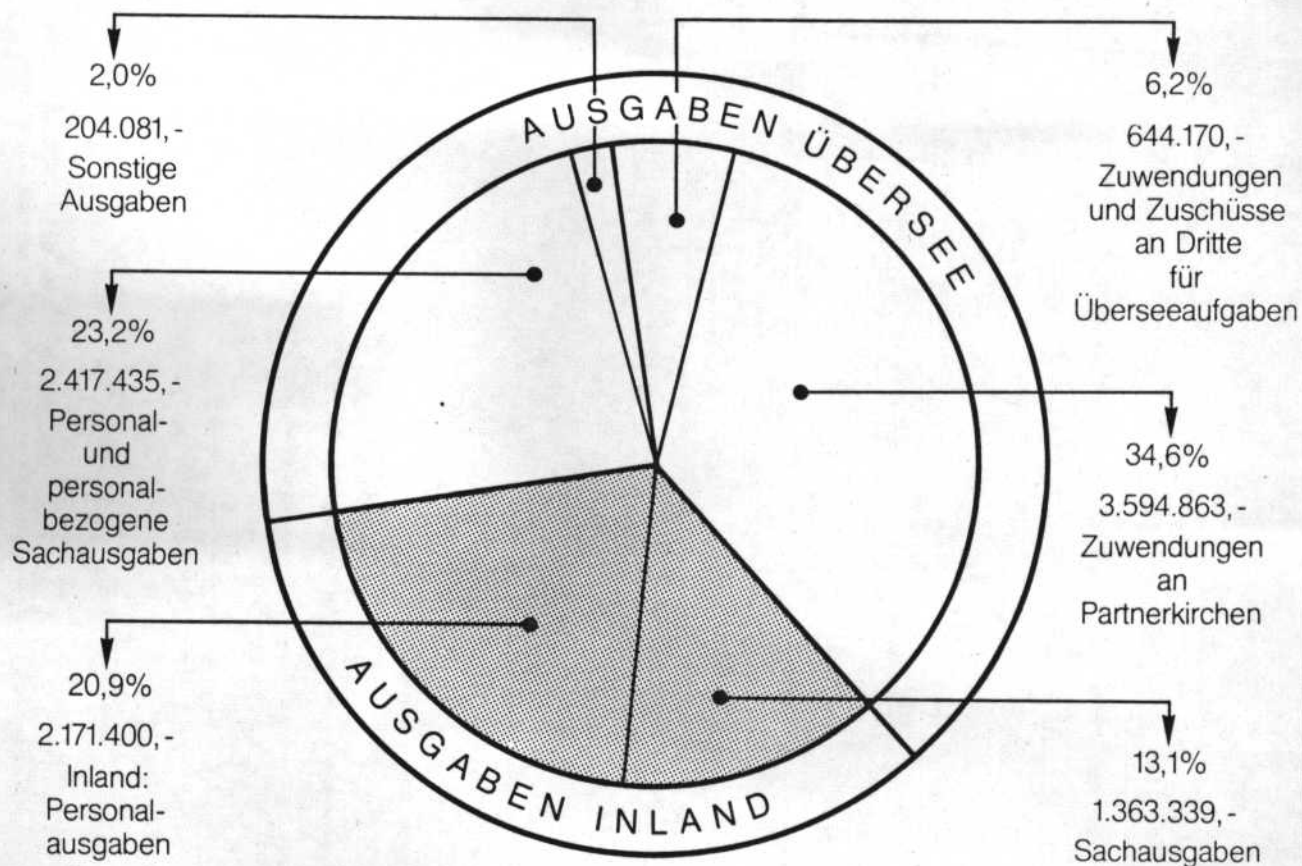 2,0%
204.081,-
Sonstige
Ausgaben
23,2%
2.417.435,-
Personal-
und
personal-
bezogene
Sachausgaben
20,9%
2.171.400,-
Inland:
Personal-
ausgaben
AUSGABEN ÜBERSEE
AUSGABEN INLAND
6,2%
644.170,-
Zuwendungen
und Zuschüsse
an Dritte
für
Überseeaufgaben
34,6%
3.594.863,-
Zuwendungen
an
Partnerkirchen
13,1%
1.363.339,-
Sachausgaben